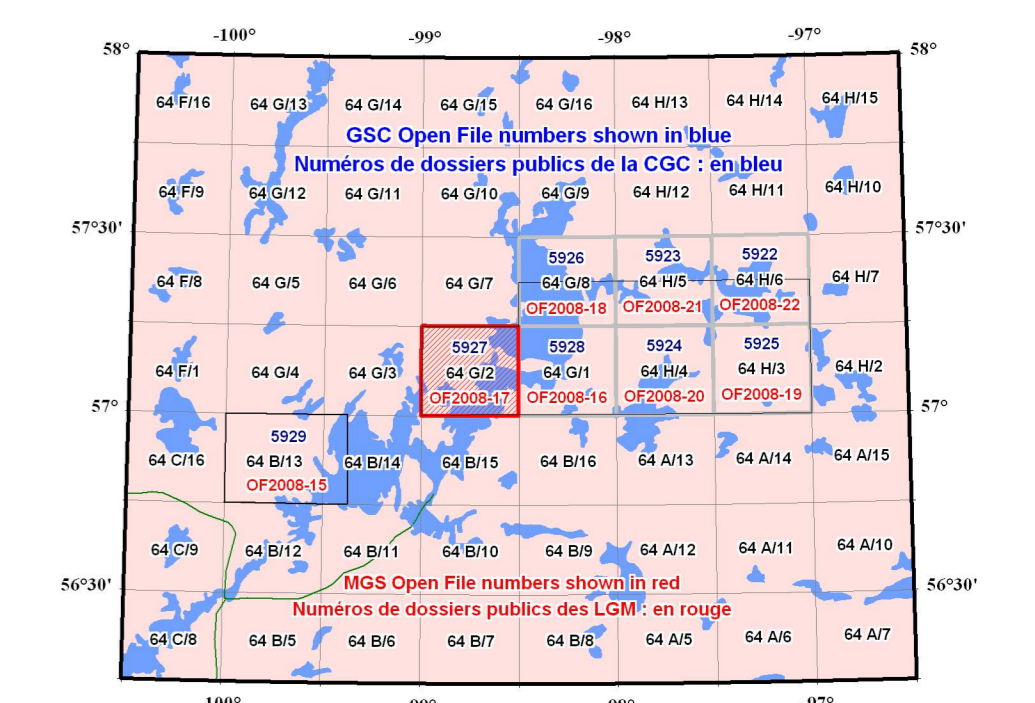 -100° -99° -98° -97°
58° 58°
64 F/16 64 G/13 64 G/14 64 G/15 64 G/16 64 H/13 64 H/14 64 H/15
GSC Open File numbers shown in blue
Numéros de dossiers publics de la CGC : en bleu
64 F/9 64 G/12 64 G/11 64 G/10 64 G/9 64 H/12 64 H/11 64 H/10
57°30' 57°30'
5926 5923 5922
64 F/8 64 G/5 64 G/6 64 G/7 64 G/8 64 H/5 64 H/6 64 H/7
OF2008-18 OF2008-21 OF2008-22
5927 5928 5924 5925
64 F/1 64 G/4 64 G/3 64 G/2 64 G/1 64 H/4 64 H/3 64 H/2
OF2008-17 OF2008-16 OF2008-20 OF2008-19
57° 57°
5929
64 C/16 64 B/13 64 B/14 64 B/15 64 B/16 64 A/13 64 A/14 64 A/15
OF2008-15
64 C/9 64 B/12 64 B/11 64 B/10 64 B/9 64 A/12 64 A/11 64 A/10
56°30' 56°30'
MGS Open File numbers shown in red
Numéros de dossiers publics des LGM : en rouge
64 C/8 64 B/5 64 B/6 64 B/7 64 B/8 64 A/5 64 A/6 64 A/7